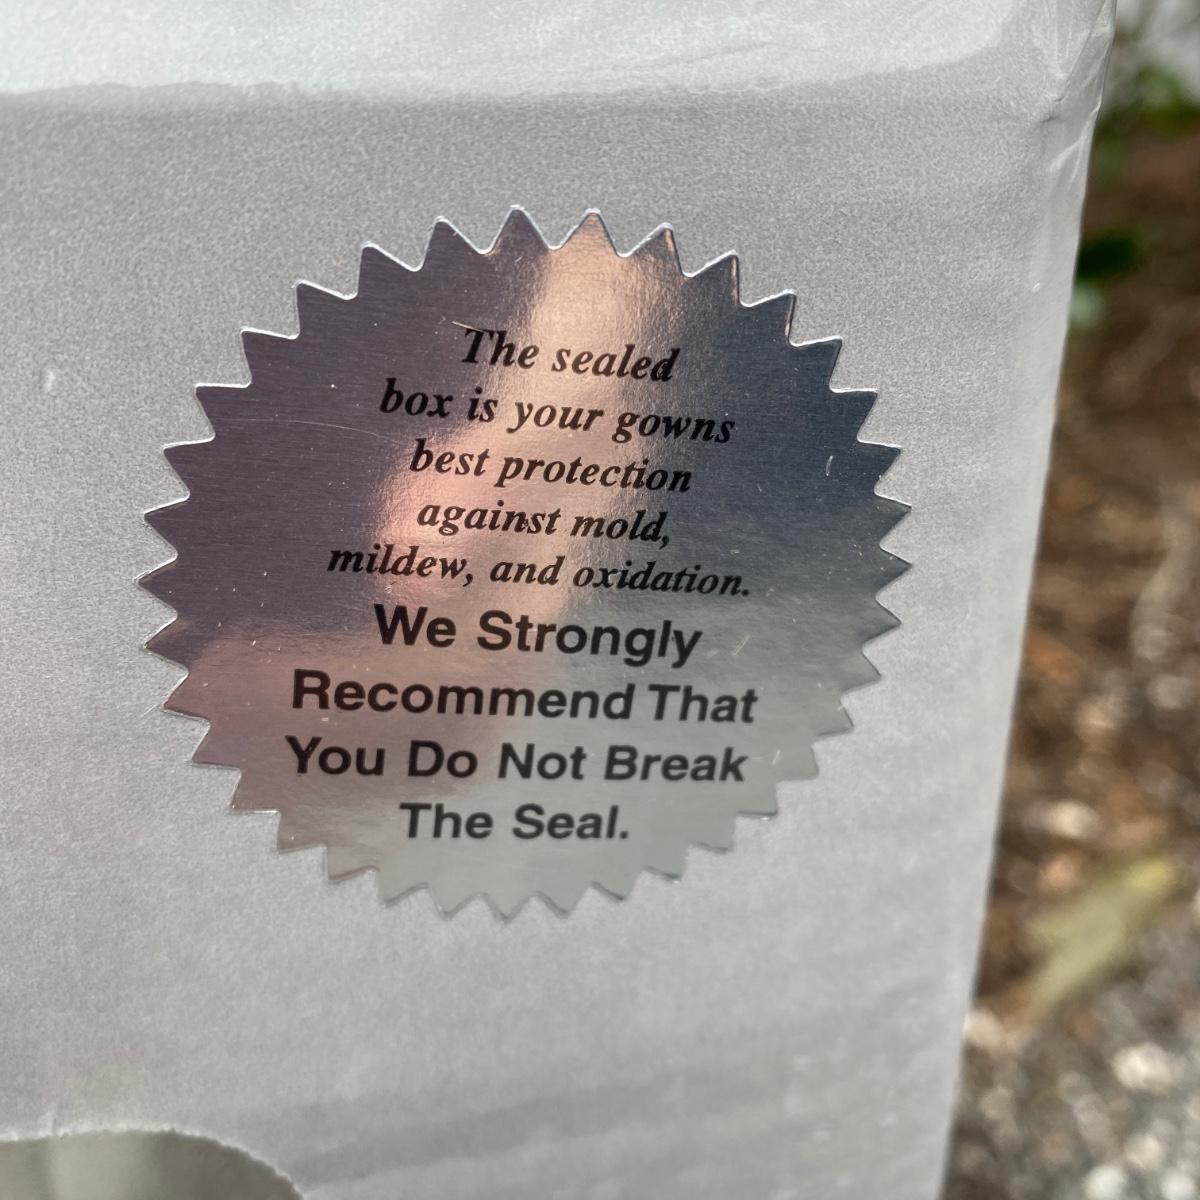 The sealed
box is your gowns
best protection
against mold,
mildew, and oxidation.
We Strongly
Recommend That
You Do Not Break
The Seal.